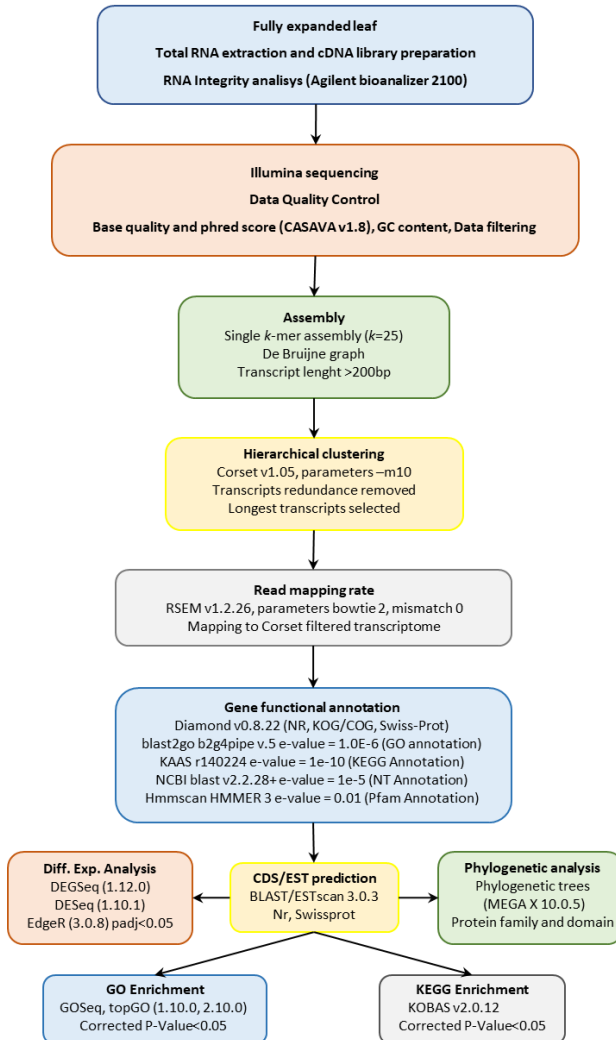 Fully expanded leaf
Total RNA extraction and cDNA library preparation
RNA Integrity analisys (Agilent bioanalizer 2100)
Illumina sequencing
Data Quality Control
Base quality and phred score (CASAVA v1.8), GC content, Data filtering
Assembly
Single k-mer assembly (k=25)
De Bruijne graph
Transcript lenght >200bp
Hierarchical clustering
Corset v1.05, parameters –m10
Transcripts redundance removed
Longest transcripts selected
Read mapping rate
RSEM v1.2.26, parameters bowtie 2, mismatch 0
Mapping to Corset filtered transcriptome
Gene functional annotation
Diamond v0.8.22 (NR, KOG/COG, Swiss-Prot)
blast2go b2g4pipe v.5 e-value = 1.0E-6 (GO annotation)
KAAS r140224 e-value = 1e-10 (KEGG Annotation)
NCBI blast v2.2.28+ e-value = 1e-5 (NT Annotation)
Hmmscan HMMER 3 e-value = 0.01 (Pfam Annotation)
Diff. Exp. Analysis
DEGSeq (1.12.0)
DESeq (1.10.1)
EdgeR (3.0.8) padj<0.05
CDS/EST prediction
BLAST/ESTscan 3.0.3
Nr, Swissprot
Phylogenetic analysis
Phylogenetic trees
(MEGA X 10.0.5)
Protein family and domain
GO Enrichment
GOSeq, topGO (1.10.0, 2.10.0)
Corrected P-Value<0.05
KEGG Enrichment
KOBAS v2.0.12
Corrected P-Value<0.05